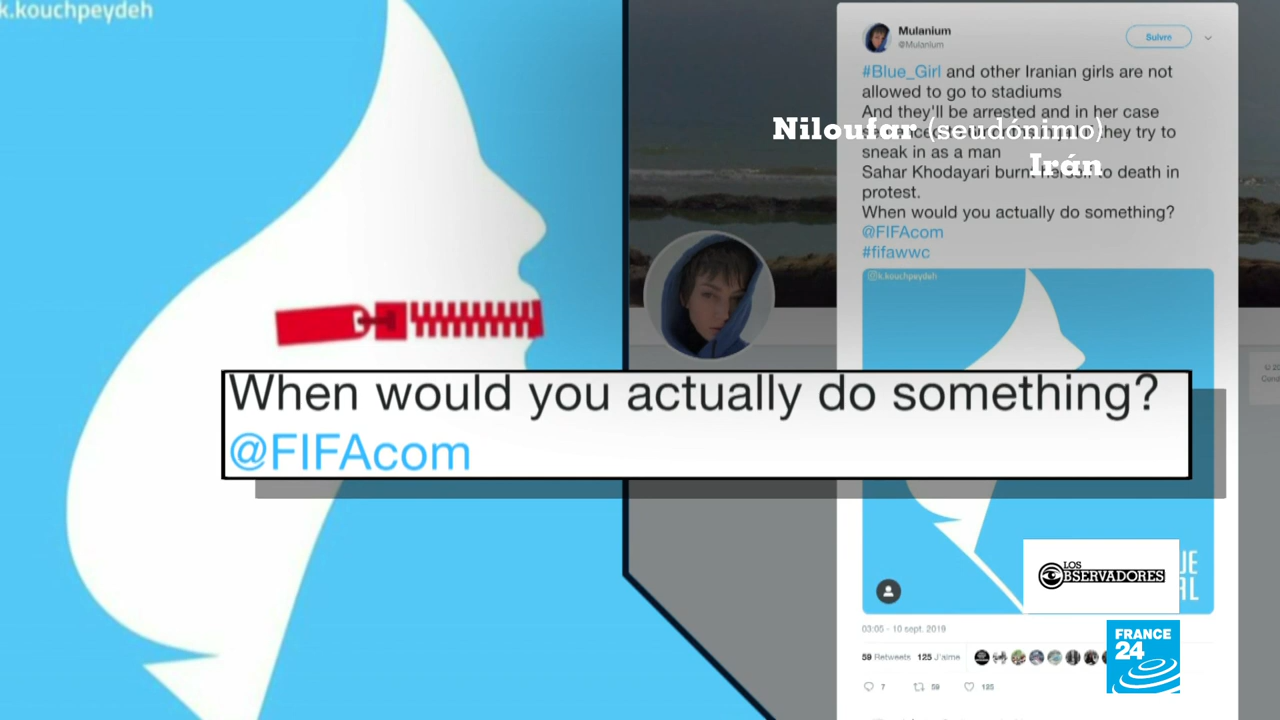 k.kouchpeydeh
Mulanium
@Mulanium
Suivre
#Blue_Girl and other Iranian girls are not
allowed to go to stadiums
And they'll be arrested and in her case
they try to
sneak in as a man
Sahar Khodayari burnt herself to death in
protest.
When would you actually do something?
@FIFAcom
#fifawwc
Niloufar (seudónimo)
Irán
k.kouchpeydeh
When would you actually do something?
@FIFAcom
LOS
OBSERVADORES
03:05 - 10 sept. 2019
59 Retweets 125 J'aime
7 59 125
FRANCE
24